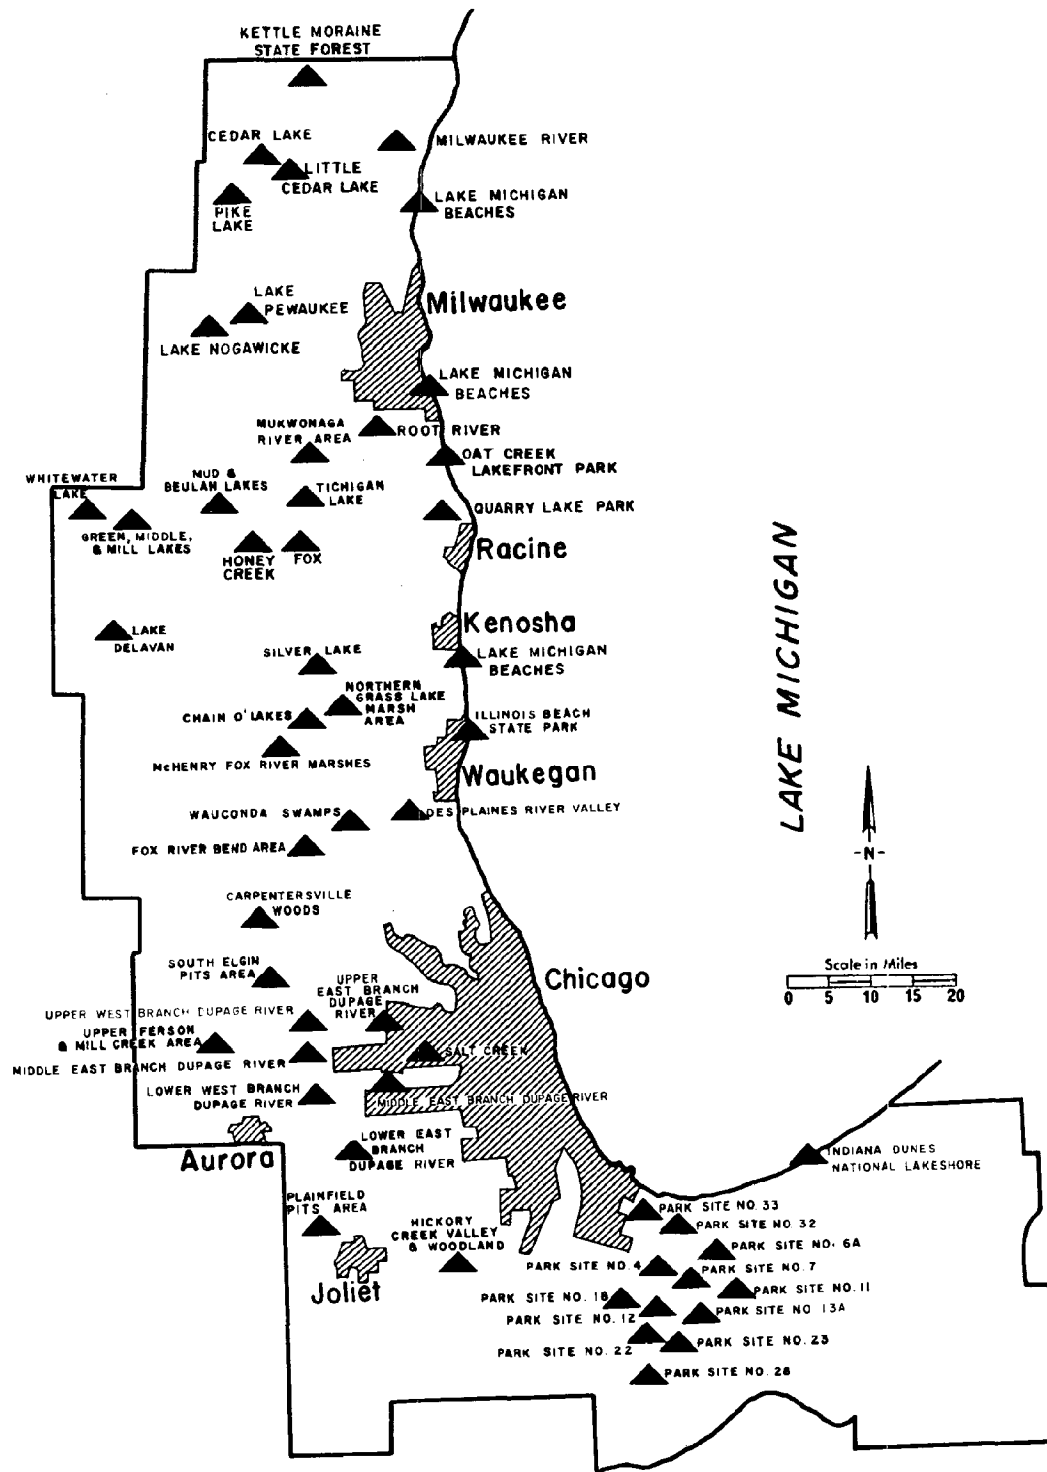 KETTLE MORAINE
STATE FOREST
CEDAR LAKE
MILWAUKEE RIVER
LITTLE
CEDAR LAKE
LAKE MICHIGAN
BEACHES
PIKE
LAKE
LAKE
PEWAUKEE
Milwaukee
LAKE NOGAWICKE
LAKE MICHIGAN
BEACHES
MUKWONAGA
RIVER AREA
ROOT RIVER
OAT CREEK
LAKEFRONT PARK
WHITEWATER
LAKE
MUD &
BEULAH LAKES
TICHIGAN
LAKE
QUARRY LAKE PARK
GREEN, MIDDLE,
& MILL LAKES
HONEY
CREEK
FOX
Racine
LAKE MICHIGAN
Kenosha
LAKE
DELAVAN
SILVER LAKE
LAKE MICHIGAN
BEACHES
NORTHERN
GRASS LAKE
MARSH
AREA
CHAIN O'LAKES
ILLINOIS BEACH
STATE PARK
McHENRY FOX RIVER MARSHES
Waukegan
WAUCONDA SWAMPS
DES PLAINES RIVER VALLEY
FOX RIVER BEND AREA
-N-
CARPENTERSVILLE
WOODS
SOUTH ELGIN
PITS AREA
UPPER
EAST BRANCH
DUPAGE
RIVER
Chicago
Scale in Miles
0 5 10 15 20
UPPER WEST BRANCH DUPAGE RIVER
UPPER FERSON
& MILL CREEK AREA
SALT CREEK
MIDDLE EAST BRANCH DUPAGE RIVER
LOWER WEST BRANCH
DUPAGE RIVER
MIDDLE EAST BRANCH DUPAGE RIVER
Aurora
LOWER EAST
BRANCH
DUPAGE RIVER
INDIANA DUNES
NATIONAL LAKESHORE
PLAINFIELD
PITS AREA
HICKORY
CREEK VALLEY
& WOODLAND
PARK SITE NO. 33
PARK SITE NO. 32
PARK SITE NO. 6A
PARK SITE NO. 4
PARK SITE NO. 7
Joliet
PARK SITE NO. 11
PARK SITE NO. 18
PARK SITE NO. 13A
PARK SITE NO. 12
PARK SITE NO. 23
PARK SITE NO. 22
PARK SITE NO. 26